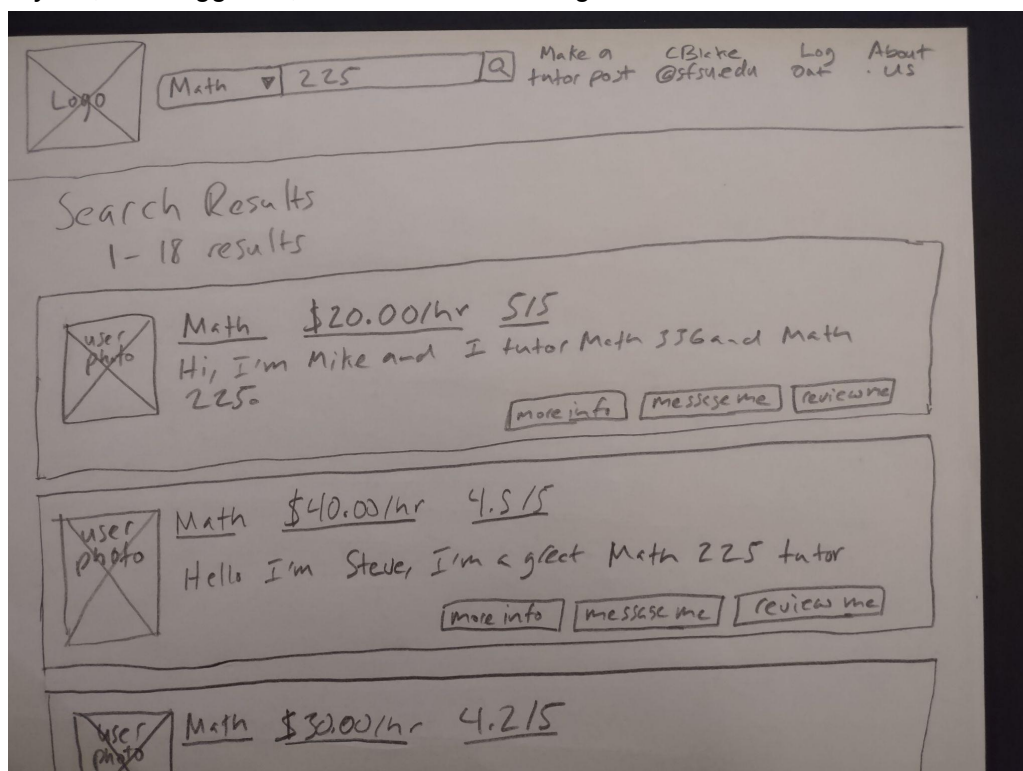 Logo
Math 225
Make a tutor post
CBlake @sfsu.edu
Log Out
About us
Search Results
1-18 results
user photo
Math $20.00/hr 5/5
Hi, I'm Mike and I tutor Math 336 and Math
225.
more info message me review me
user photo
Math $40.00/hr 4.5/5
Hello I'm Steve, I'm a great Math 225 tutor
more info message me review me
user photo
Math $30.00/hr 4.2/5